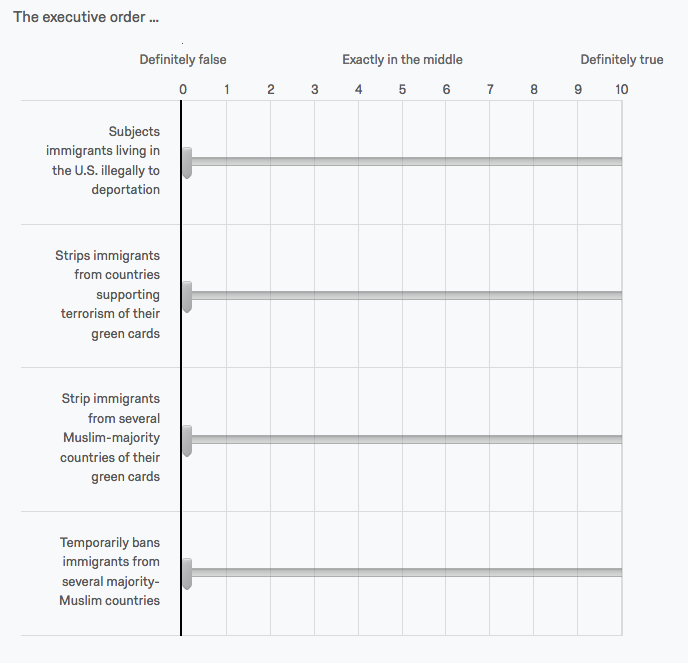 The executive order ...
Definitely false Exactly in the middle Definitely true
0 1 2 3 4 5 6 7 8 9 10
Subjects
immigrants living in
the U.S. illegally to
deportation
Strips immigrants
from countries
supporting
terrorism of their
green cards
Strip immigrants
from several
Muslim-majority
countries of their
green cards
Temporarily bans
immigrants from
several majority-
Muslim countries